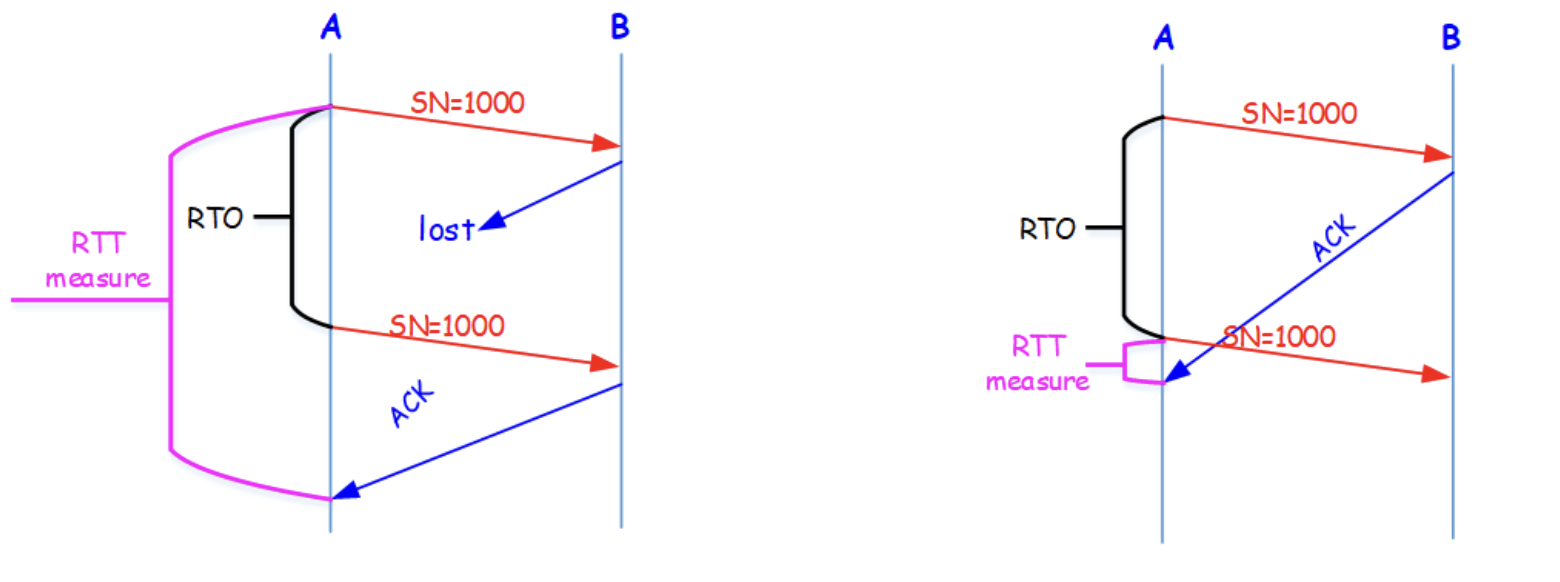 A
B
SN=1000
RTO
lost
RTT
measure
SN=1000
ACK
A
B
SN=1000
ACK
RTO
SN=1000
RTT
measure